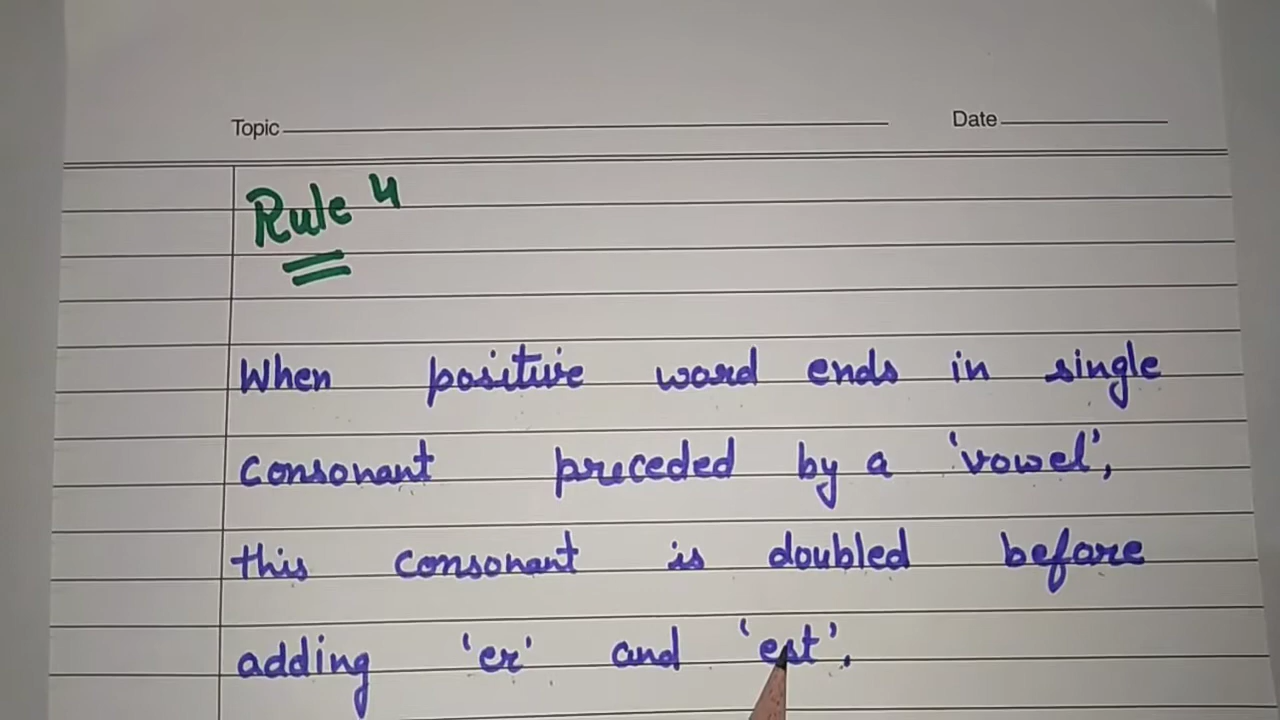 Topic Date
Rule 4
When positive word ends in single
consonant preceded by a 'vowel',
this consonant is doubled before
adding 'er' and 'est'.